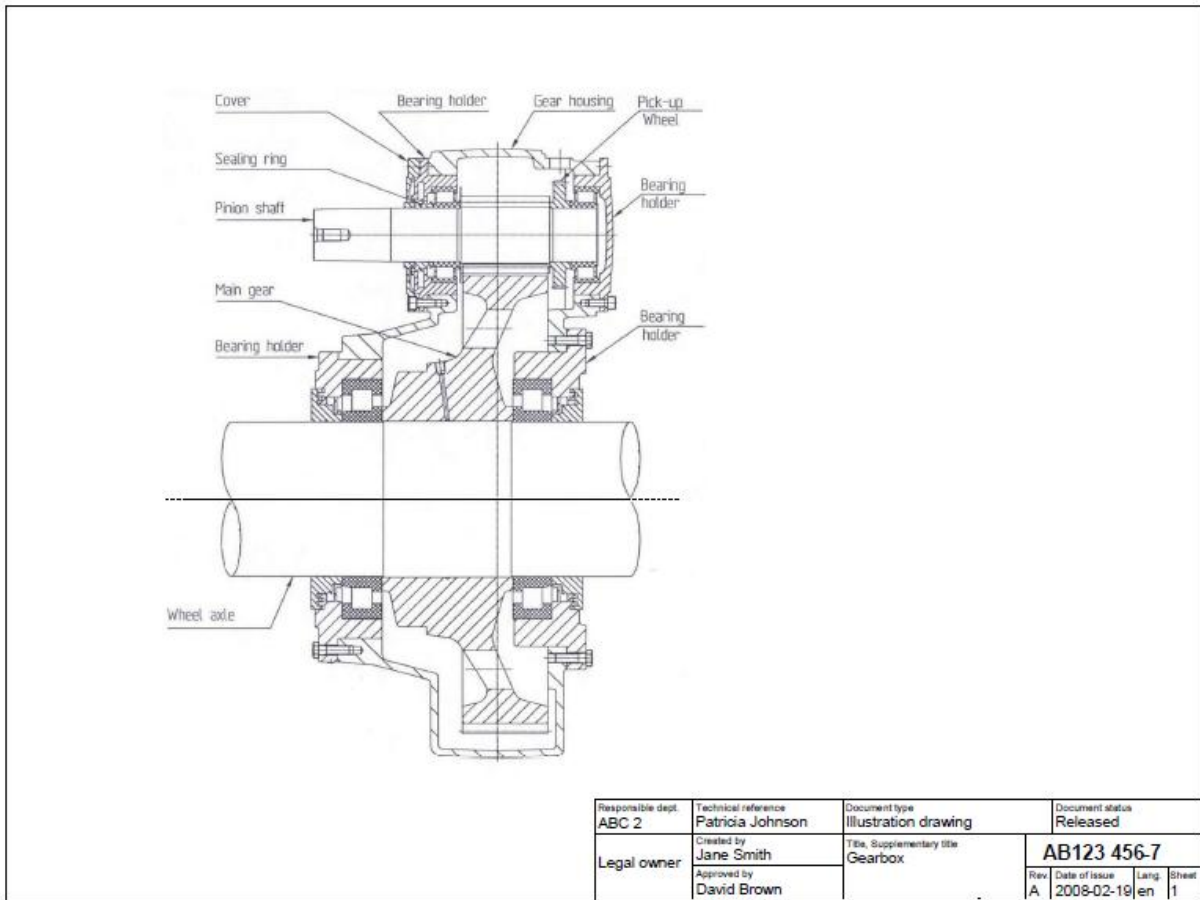 Cover
Bearing holder
Gear housing
Pick-up
Wheel
Sealing ring
Bearing
holder
Pinion shaft
Main gear
Bearing
holder
Bearing holder
Wheel axle
Responsible dept.
ABC 2
Technical reference
Patricia Johnson
Document type
Illustration drawing
Document status
Released
Legal owner
Created by
Jane Smith
Approved by
David Brown
Title, Supplementary title
Gearbox
AB123 456-7
Rev.
A
Date of issue
2008-02-19
Lang.
en
Sheet
1